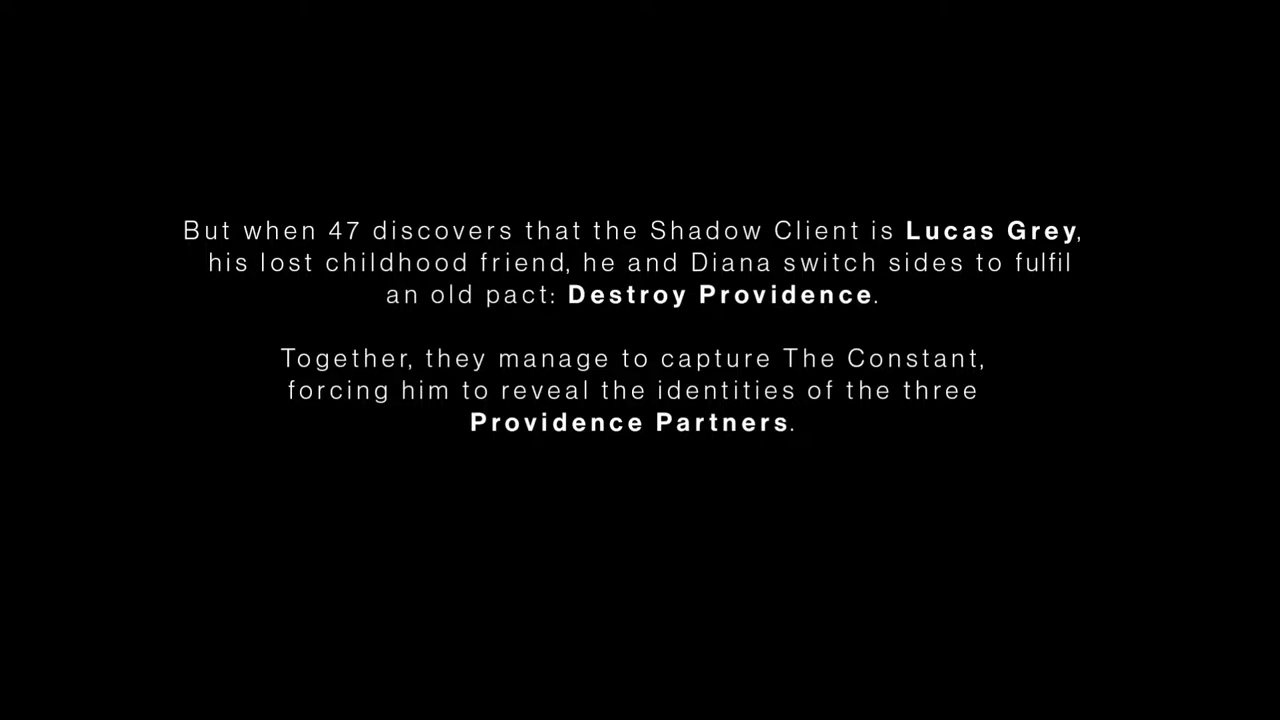 But when 47 discovers that the Shadow Client is Lucas Grey,
his lost childhood friend, he and Diana switch sides to fulfil
an old pact: Destroy Providence.
Together, they manage to capture The Constant,
forcing him to reveal the identities of the three
Providence Partners.